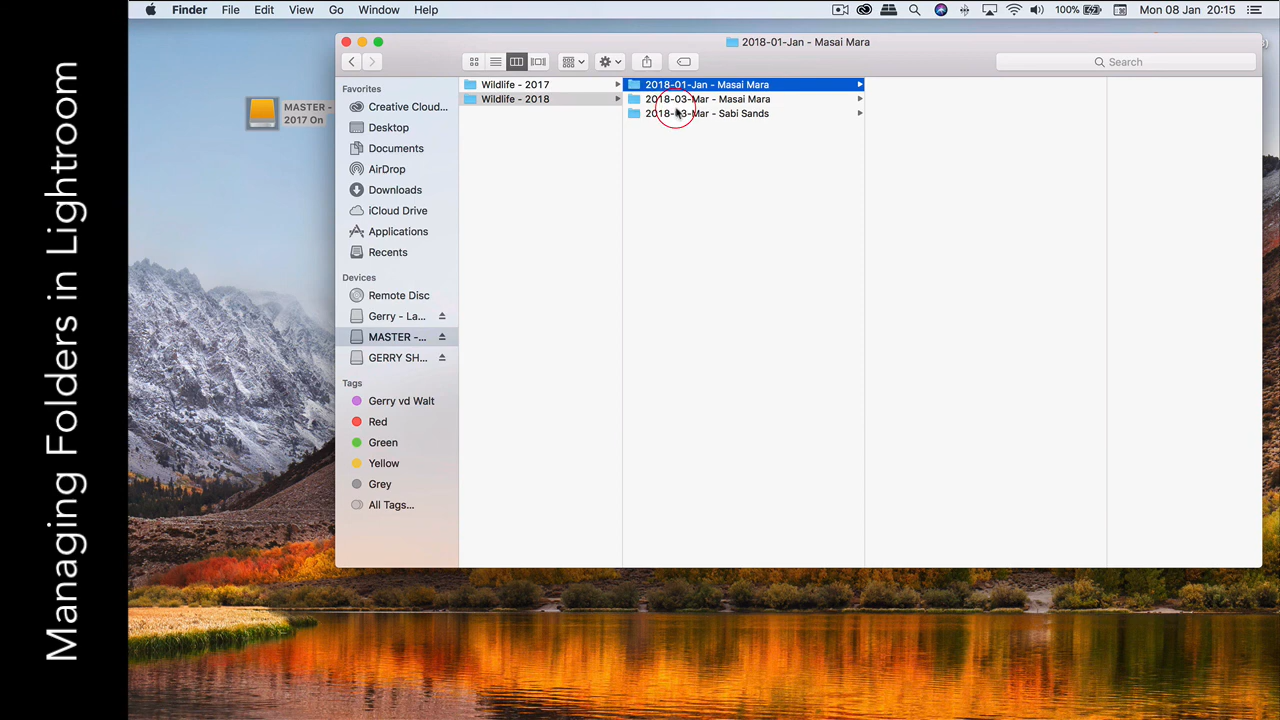 Managing Folders in Lightroom
Finder File Edit View Go Window Help
100% Mon 08 Jan 20:15
MASTER -
2017 On
2018-01-Jan - Masai Mara
Search
Favorites
Creative Cloud...
Desktop
Documents
AirDrop
Downloads
iCloud Drive
Applications
Recents
Devices
Remote Disc
Gerry - La...
MASTER -...
GERRY SH...
Tags
Gerry vd Walt
Red
Green
Yellow
Grey
All Tags...
Wildlife - 2017
Wildlife - 2018
2018-01-Jan - Masai Mara
2018-03-Mar - Masai Mara
2018-03-Mar - Sabi Sands